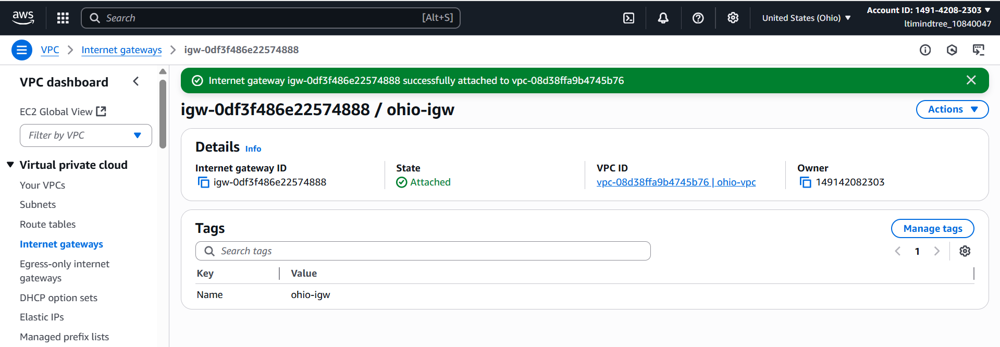 aws
Search
[Alt+S]
United States (Ohio)
Account ID: 1491-4208-2303
ltimindtree_10840047
VPC
Internet gateways
igw-0df3f486e22574888
VPC dashboard
EC2 Global View
Filter by VPC
Virtual private cloud
Your VPCs
Subnets
Route tables
Internet gateways
Egress-only internet
gateways
DHCP option sets
Elastic IPs
Managed prefix lists
Internet gateway igw-0df3f486e22574888 successfully attached to vpc-08d38ffa9b4745b76
igw-0df3f486e22574888 / ohio-igw
Actions
Details Info
Internet gateway ID
igw-0df3f486e22574888
State
Attached
VPC ID
vpc-08d38ffa9b4745b76 | ohio-vpc
Owner
149142082303
Tags
Manage tags
Search tags
1
Key Value
Name ohio-igw